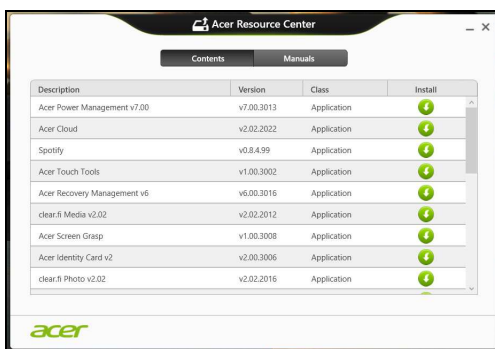 Acer Resource Center
Contents Manuals
Description Version Class Install
Acer Power Management v7.00 v7.00.3013 Application
Acer Cloud v2.02.2022 Application
Spotify v0.8.4.99 Application
Acer Touch Tools v1.00.3002 Application
Acer Recovery Management v6 v6.00.3016 Application
clear.fi Media v2.02 v2.02.2012 Application
Acer Screen Grasp v1.00.3008 Application
Acer Identity Card v2 v2.00.3006 Application
clear.fi Photo v2.02 v2.02.2016 Application
acer